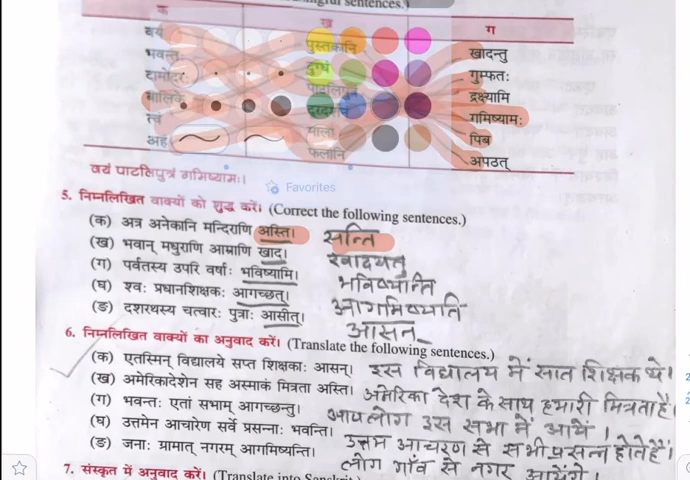 क ख ग
वयं पुस्तकानि खादन्तु
भवन्तः दुग्धं गुम्फतः
दामोदरः द्रक्ष्यामि
मालिके गमिष्यामः
त्वं माला पिब
अहं फलानि अपठत्
वयं पाटलिपुत्रं गमिष्यामः।
Favorites
5. निम्नलिखित वाक्यों को शुद्ध करें। (Correct the following sentences.)
(क) अत्र अनेकानि मन्दिराणि अस्ति। सन्ति
(ख) भवान् मधुराणि आम्राणि खाद।
(ग) पर्वतस्य उपरि वर्षाः भविष्यामि। भविष्यन्ति
(घ) श्वः प्रधानशिक्षकः आगच्छत्। आगमिष्यति
(ङ) दशरथस्य चत्वारः पुत्राः आसीत्। आसन्
6. निम्नलिखित वाक्यों का अनुवाद करें। (Translate the following sentences.)
(क) एतस्मिन् विद्यालये सप्त शिक्षकाः आसन्। इस विद्यालय में सात शिक्षक थे।
(ख) अमेरिकादेशेन सह अस्माकं मित्रता अस्ति। अमेरिका देश के साथ हमारी मित्रता हैं।
(ग) भवन्तः एतां सभाम् आगच्छन्तु। आप लोग उस सभा में आयें।
(घ) उत्तमेन आचारेण सर्वे प्रसन्नाः भवन्ति। उत्तम आचरण से सभी प्रसन्न होते हैं।
(ङ) जनाः ग्रामात् नगरम् आगमिष्यन्ति। लोग गाँव से नगर आयेंगे।
7. संस्कृत में अनुवाद करें। (Translate into Sanskrit.)